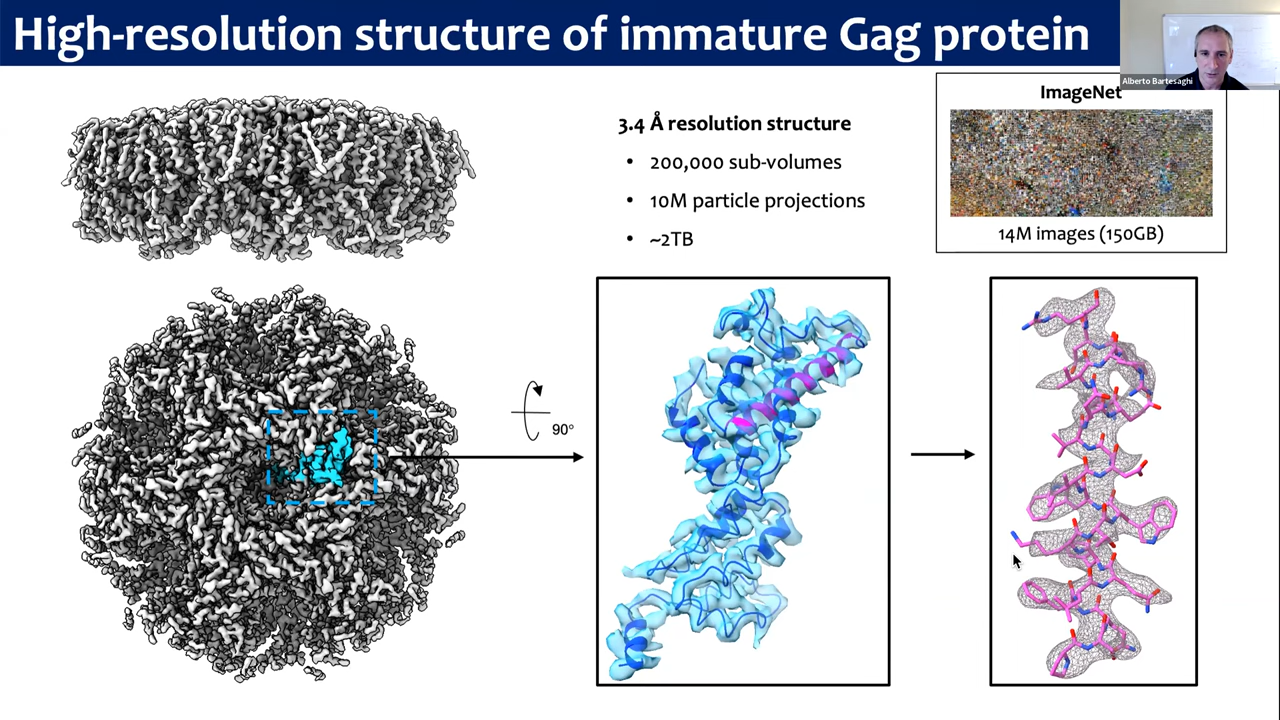 High-resolution structure of immature Gag protein
Alberto Bartesaghi
ImageNet
14M images (150GB)
3.4 Å resolution structure
• 200,000 sub-volumes
• 10M particle projections
• ~2TB
90°